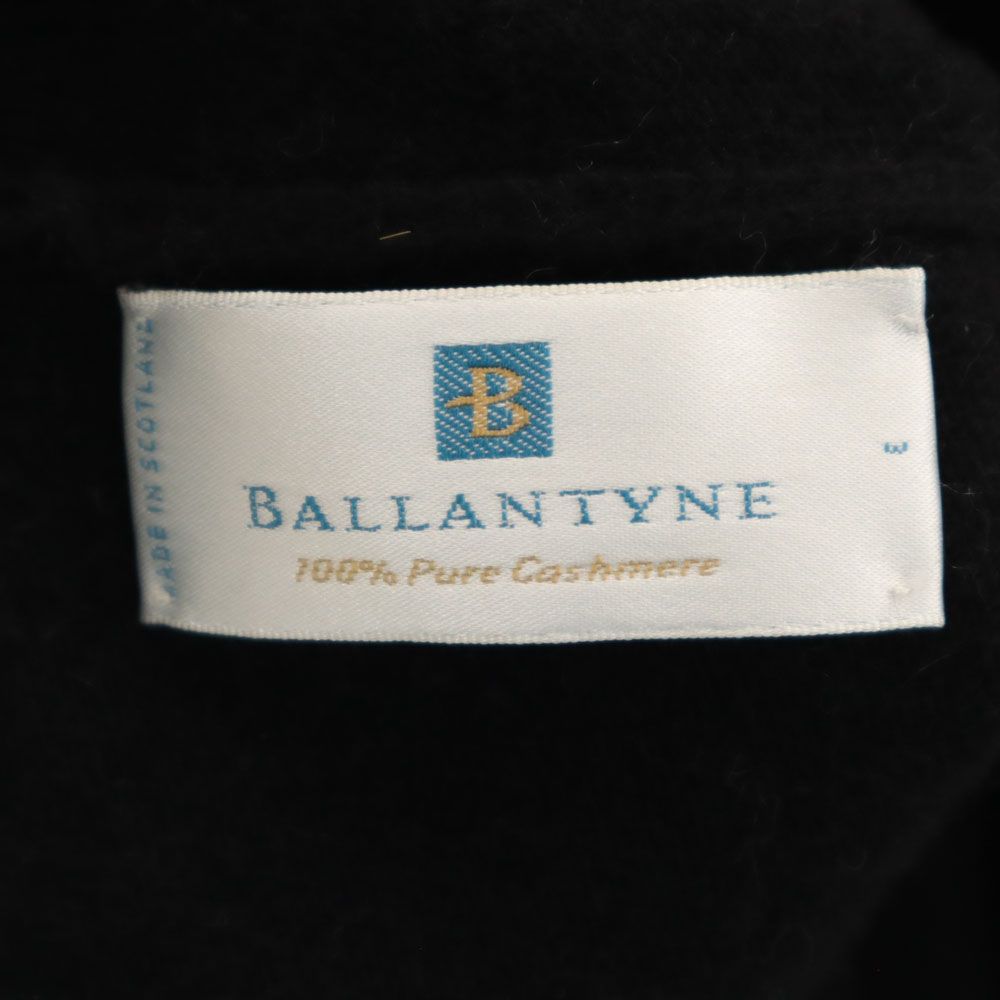 MADE IN SCOTLAND
B
BALLANTYNE
100% Pure Cashmere